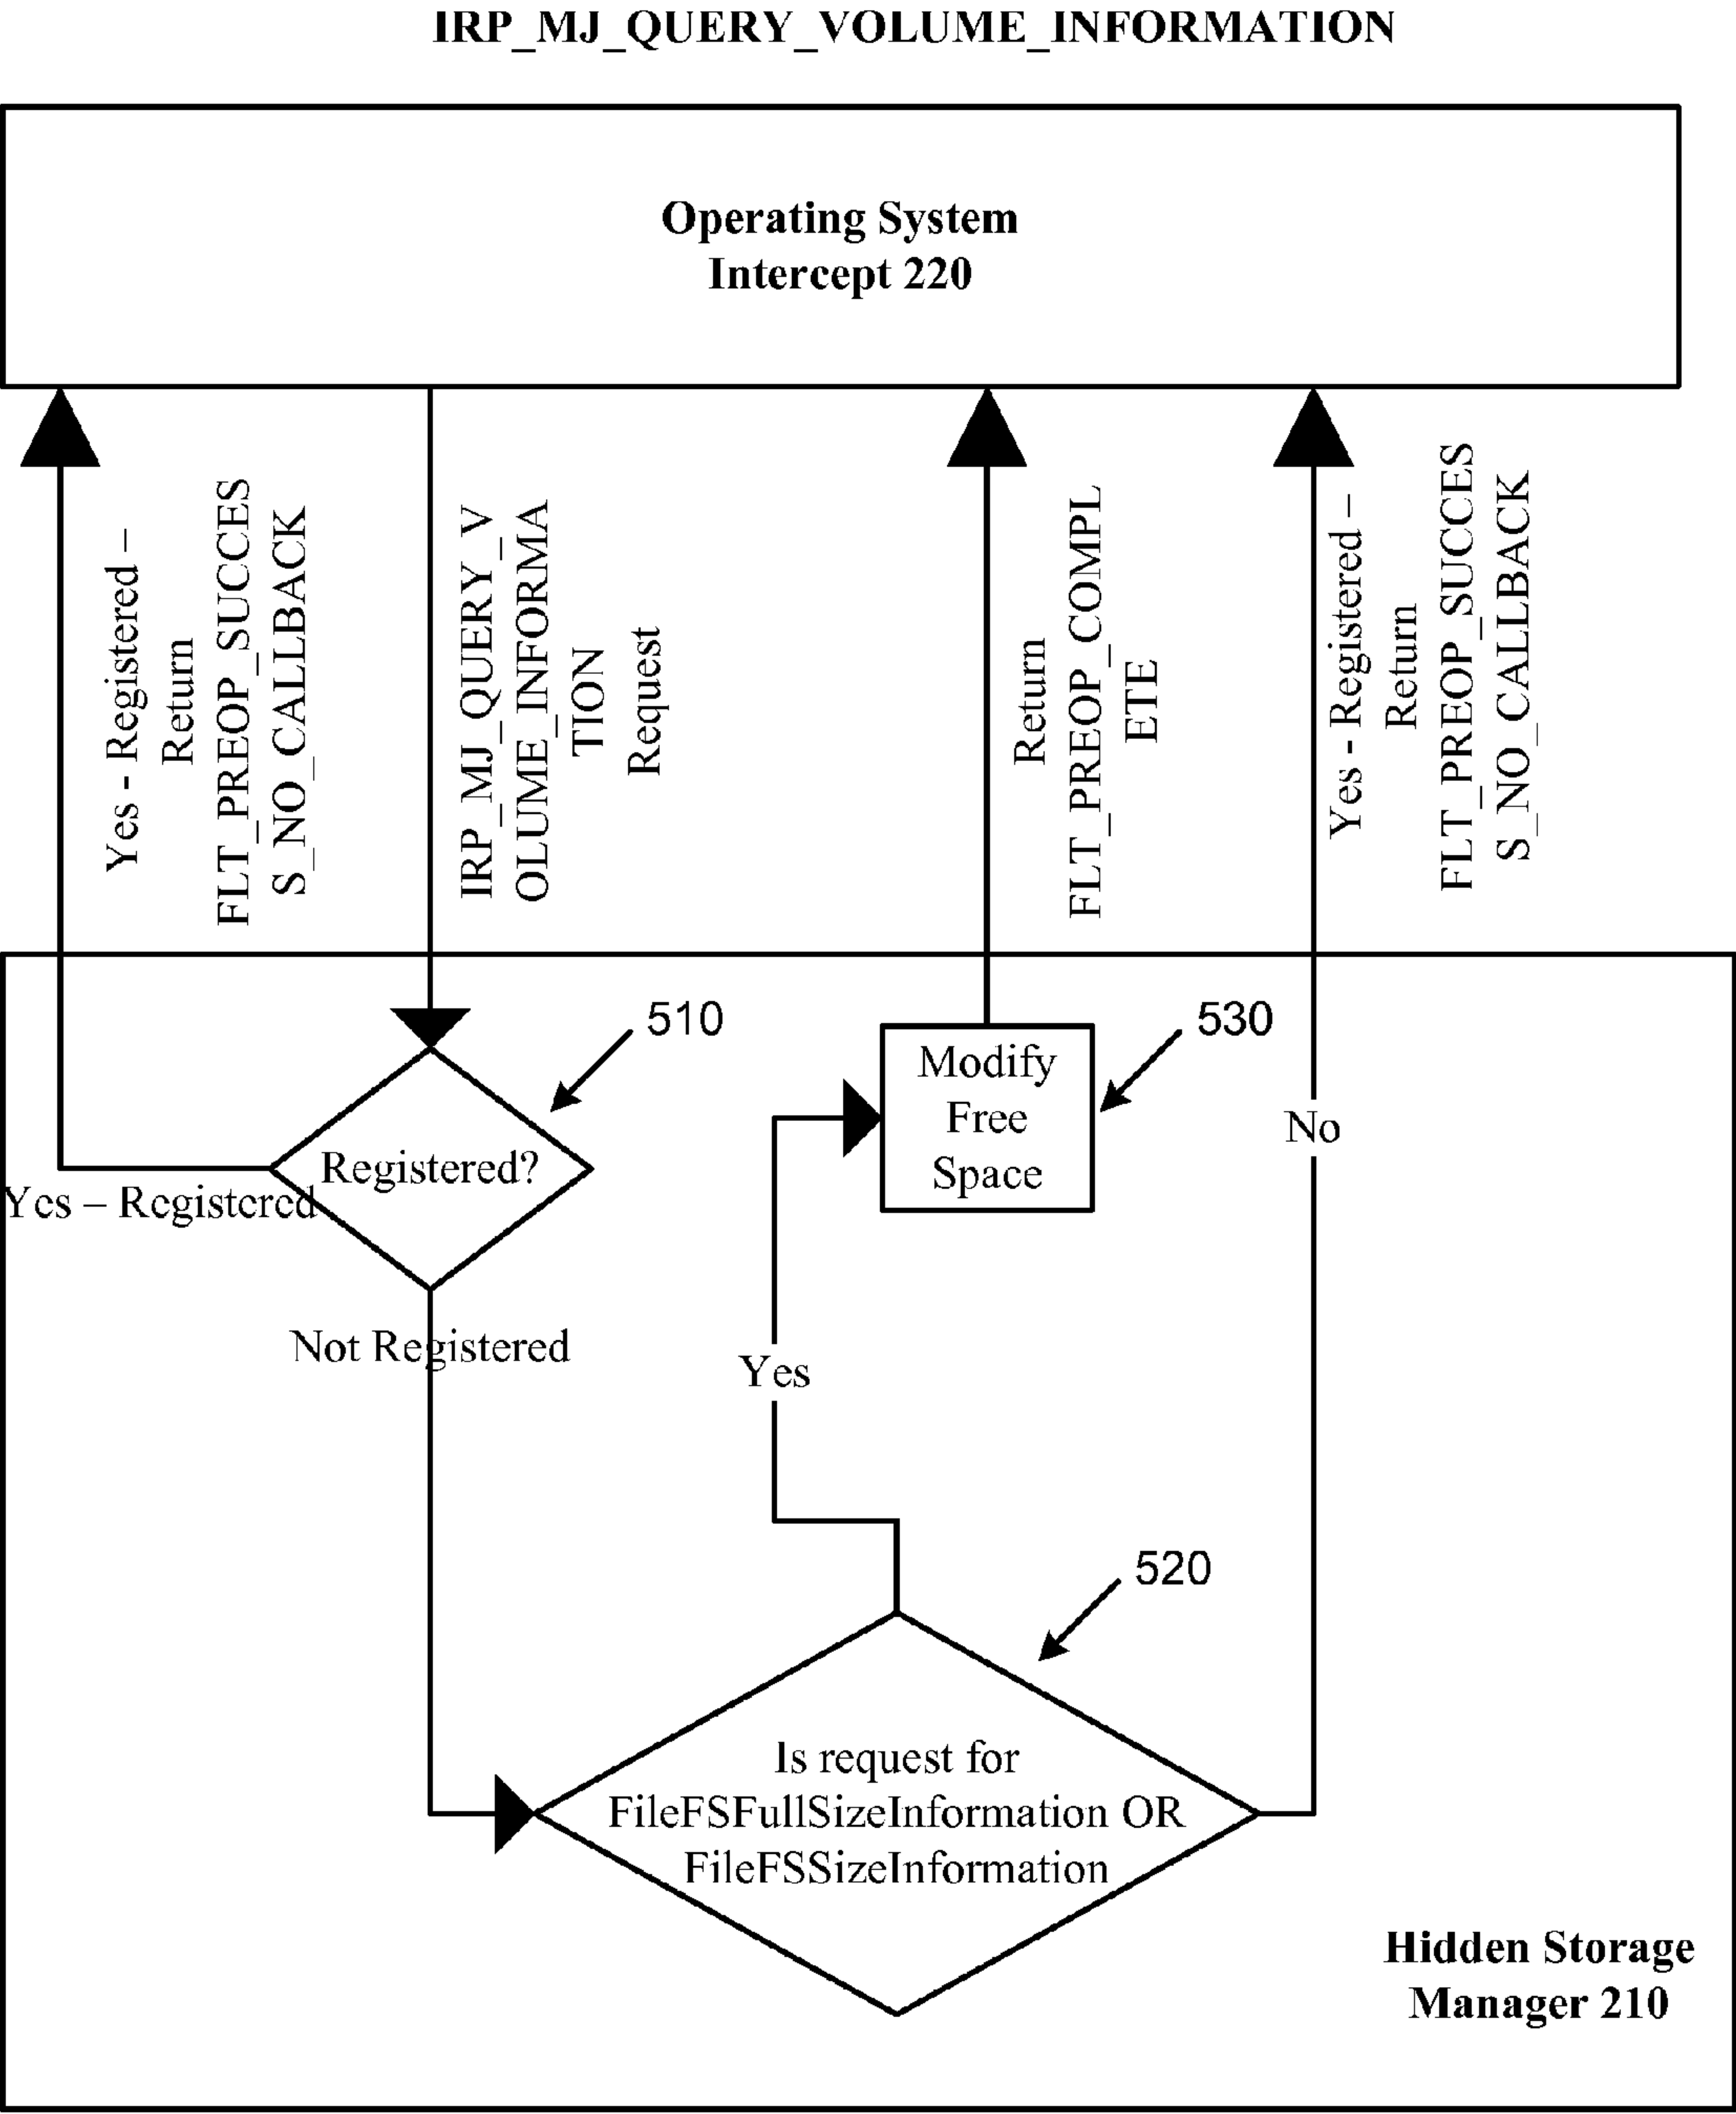 IRP_MJ_QUERY_VOLUME_INFORMATION
Operating System
Intercept 220
Yes - Registered –
Return
FLT_PREOP_SUCCES
S_NO_CALLBACK
IRP_MJ_QUERY_V
OLUME_INFORMA
TION
Request
Return
FLT_PREOP_COMPL
ETE
Yes - Registered –
Return
FLT_PREOP_SUCCES
S_NO_CALLBACK
510
530
Modify
Free
Space
No
Registered?
Yes – Registered
Not Registered
Yes
520
Is request for
FileFSFullSizeInformation OR
FileFSSizeInformation
Hidden Storage
Manager 210